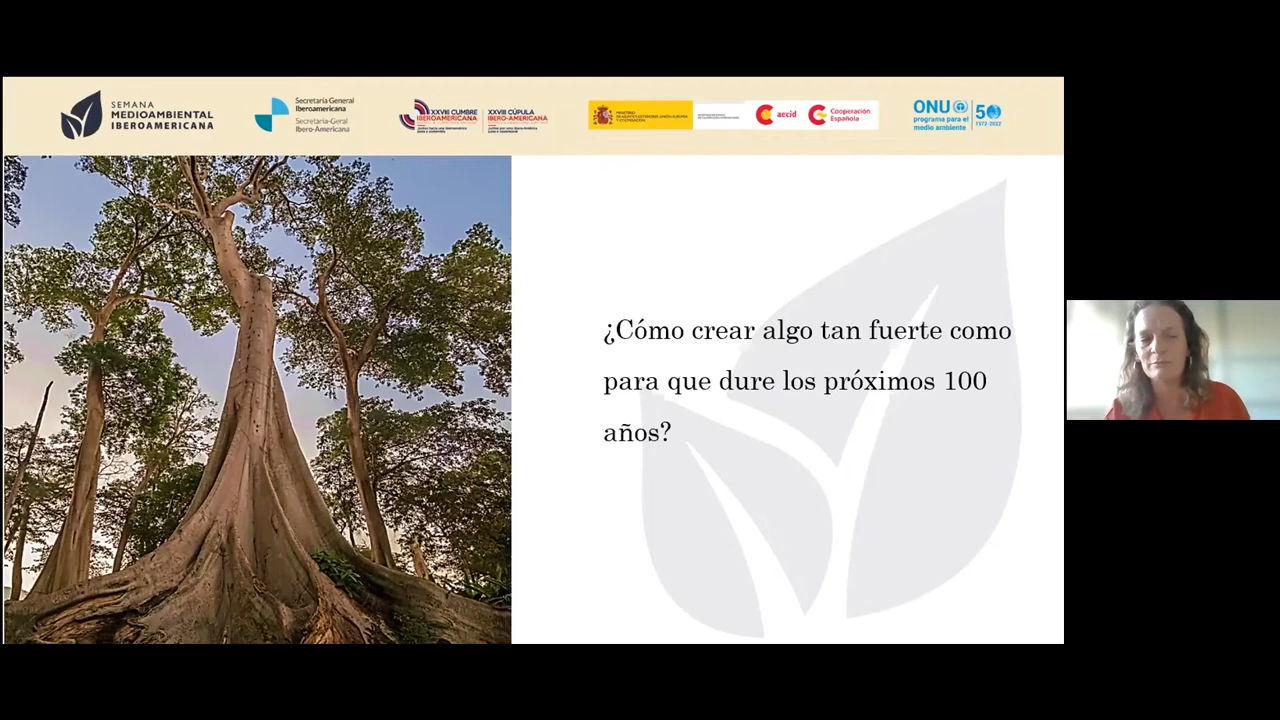 SEMANA
MEDIOAMBIENTAL
IBEROAMERICANA
Secretaría General
Iberoamericana
Secretaria-Geral
Ibero-Americana
XXVIII CUMBRE
IBEROAMERICANA
XXVIII CÚPULA
IBERO-AMERICANA
aecid
Cooperación
Española
ONU
programa para el
medio ambiente
50
1972-2022
¿Cómo crear algo tan fuerte como
para que dure los próximos 100
años?